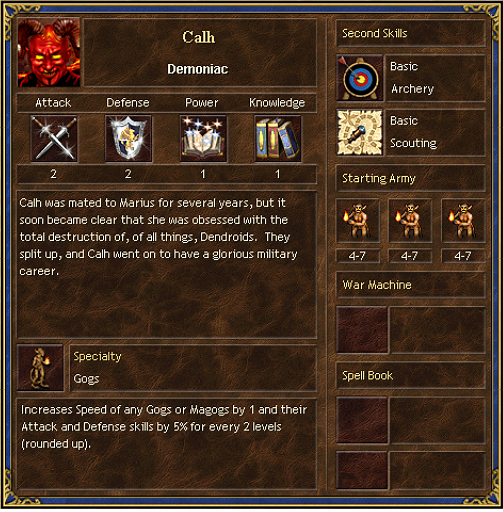 Calh
Demoniac
Attack
Defense
Power
Knowledge
2
2
1
1
Calh was mated to Marius for several years, but it
soon became clear that she was obsessed with the
total destruction of, of all things, Dendroids. They
split up, and Calh went on to have a glorious military
career.
Specialty
Gogs
Increases Speed of any Gogs or Magogs by 1 and their
Attack and Defense skills by 5% for every 2 levels
(rounded up).
Second Skills
Basic
Archery
Basic
Scouting
Starting Army
4-7
4-7
4-7
War Machine
Spell Book